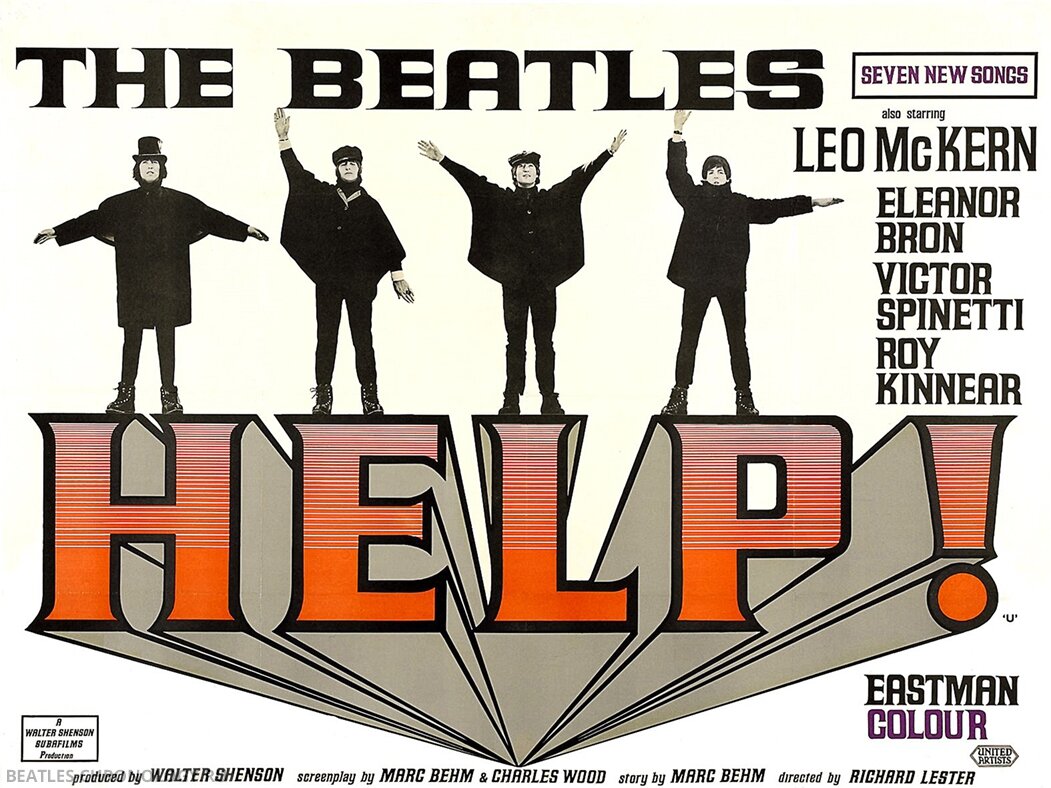 THE BEATLES
SEVEN NEW SONGS
also starring
LEO McKERN
ELEANOR
BRON
VICTOR
SPINETTI
ROY
KINNEAR
HELP!
'U'
EASTMAN
COLOUR
UNITED
ARTISTS
A
WALTER SHENSON
SUBAFILMS
Production
produced by WALTER SHENSON screenplay by MARC BEHM & CHARLES WOOD story by MARC BEHM directed by RICHARD LESTER